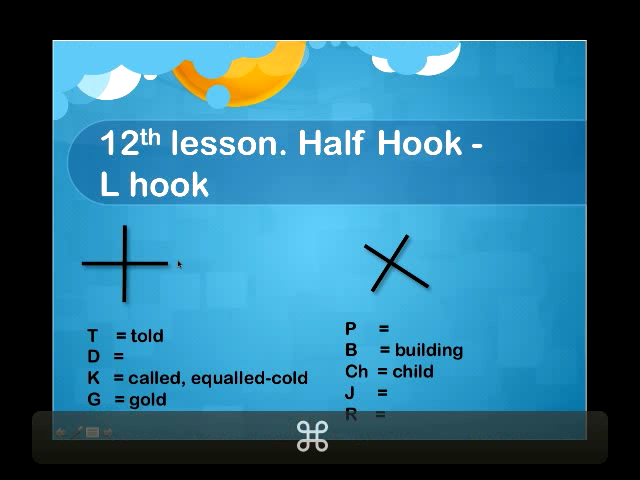 12th lesson. Half Hook -
L hook
T = told
D =
K = called, equalled-cold
G = gold
P =
B = building
Ch = child
J =
R =